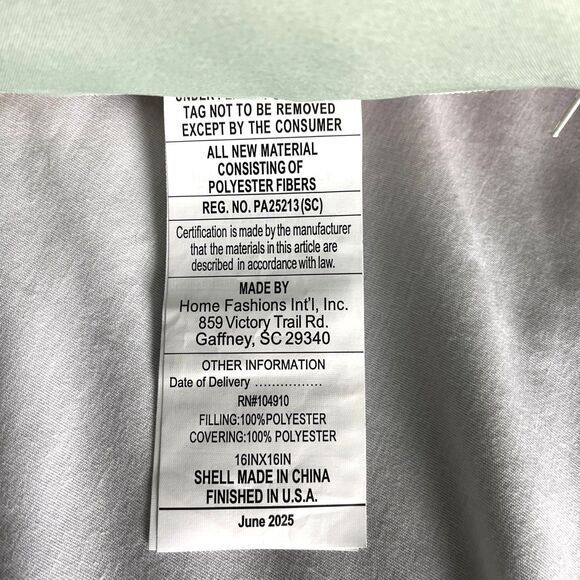 TAG NOT TO BE REMOVED
EXCEPT BY THE CONSUMER
ALL NEW MATERIAL
CONSISTING OF
POLYESTER FIBERS
REG. NO. PA25213 (SC)
Certification is made by the manufacturer
that the materials in this article are
described in accordance with law.
MADE BY
Home Fashions Int'l, Inc.
859 Victory Trail Rd.
Gaffney, SC 29340
OTHER INFORMATION
Date of Delivery ................
RN#104910
FILLING:100%POLYESTER
COVERING:100% POLYESTER
16INX16IN
SHELL MADE IN CHINA
FINISHED IN U.S.A.
June 2025